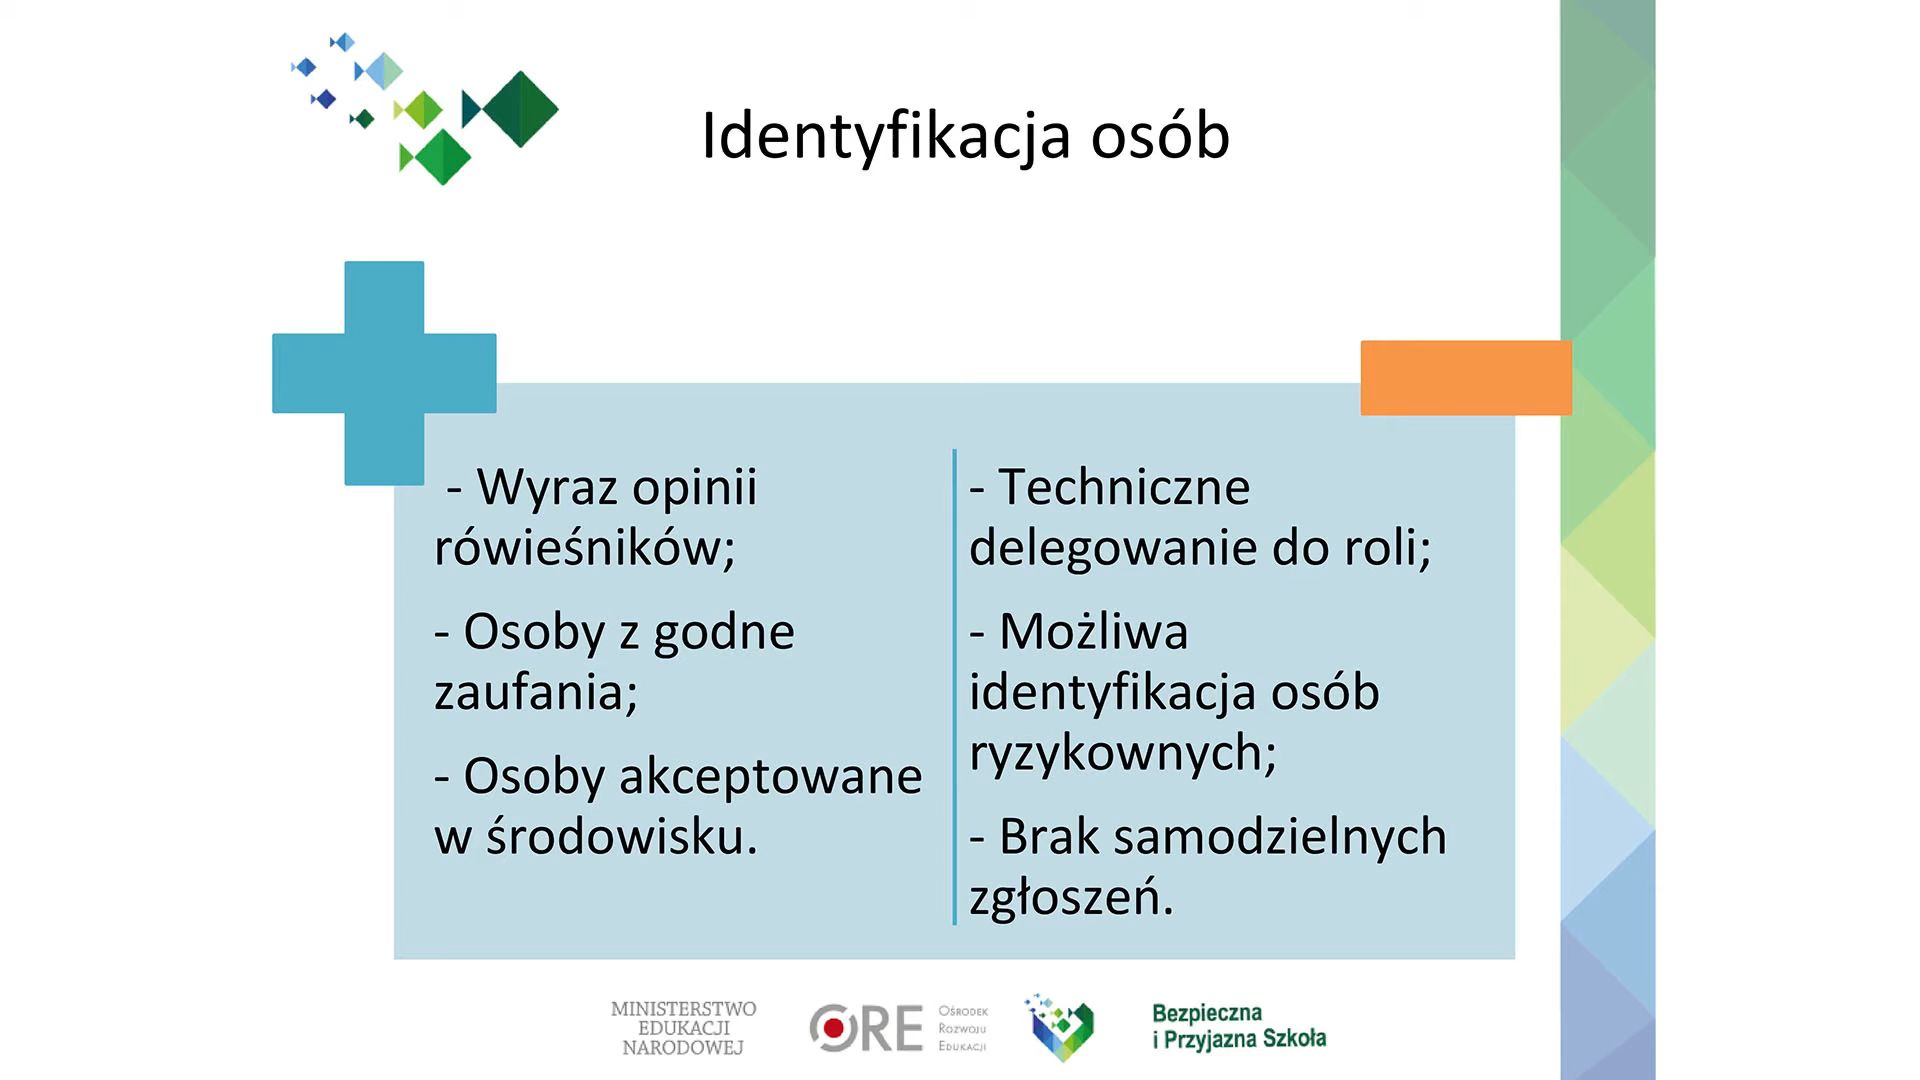 Identyfikacja osób
- Wyraz opinii
rówieśników;
- Osoby z godne
zaufania;
- Osoby akceptowane
w środowisku.
- Techniczne
delegowanie do roli;
- Możliwa
identyfikacja osób
ryzykownych;
- Brak samodzielnych
zgłoszeń.
MINISTERSTWO
EDUKACJI
NARODOWEJ
ORE
Ośrodek
Rozwoju
Edukacji
Bezpieczna
i Przyjazna Szkoła